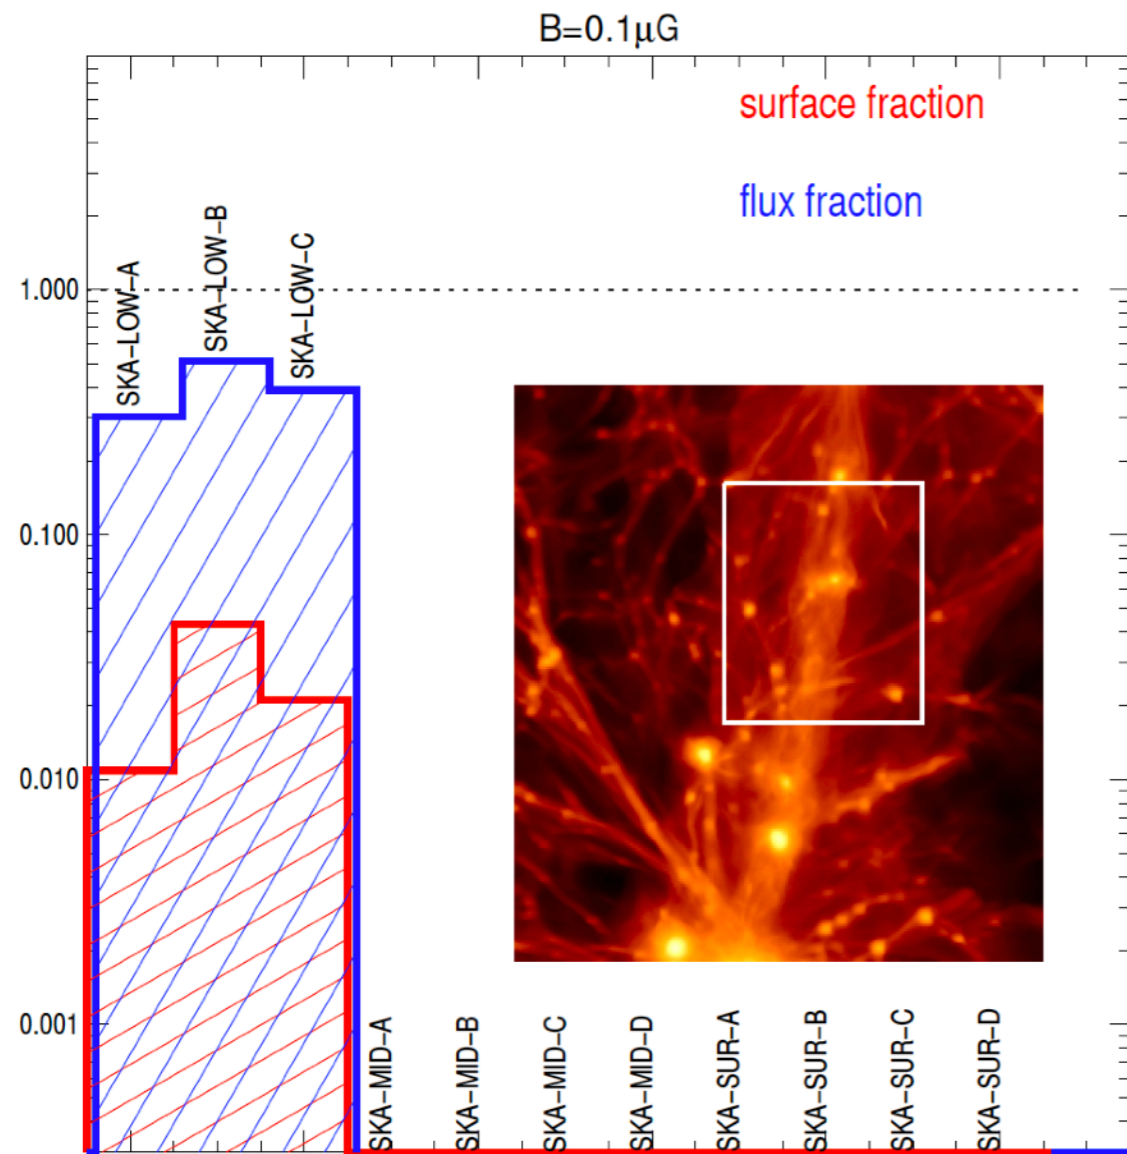 B=0.1μG
surface fraction
flux fraction
SKA-LOW-A
SKA-LOW-B
SKA-LOW-C
1.000
0.100
0.010
0.001
SKA-MID-A
SKA-MID-B
SKA-MID-C
SKA-MID-D
SKA-SUR-A
SKA-SUR-B
SKA-SUR-C
SKA-SUR-D